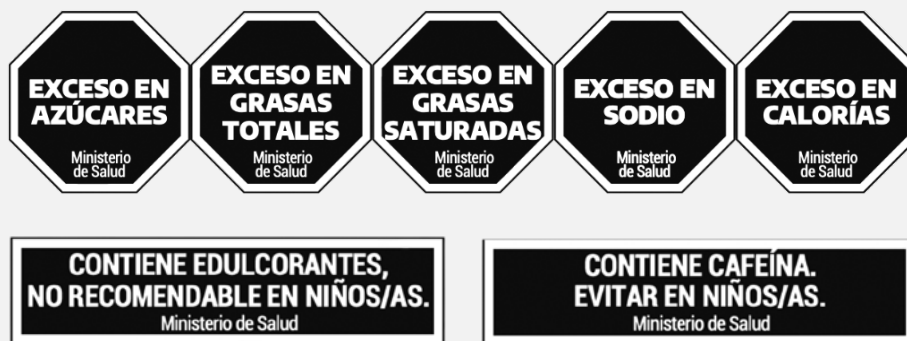 EXCESO EN
AZÚCARES
Ministerio
de Salud
EXCESO EN
GRASAS
TOTALES
Ministerio
de Salud
EXCESO EN
GRASAS
SATURADAS
Ministerio
de Salud
EXCESO EN
SODIO
Ministerio
de Salud
EXCESO EN
CALORÍAS
Ministerio
de Salud
CONTIENE EDULCORANTES,
NO RECOMENDABLE EN NIÑOS/AS.
Ministerio de Salud
CONTIENE CAFEÍNA.
EVITAR EN NIÑOS/AS.
Ministerio de Salud